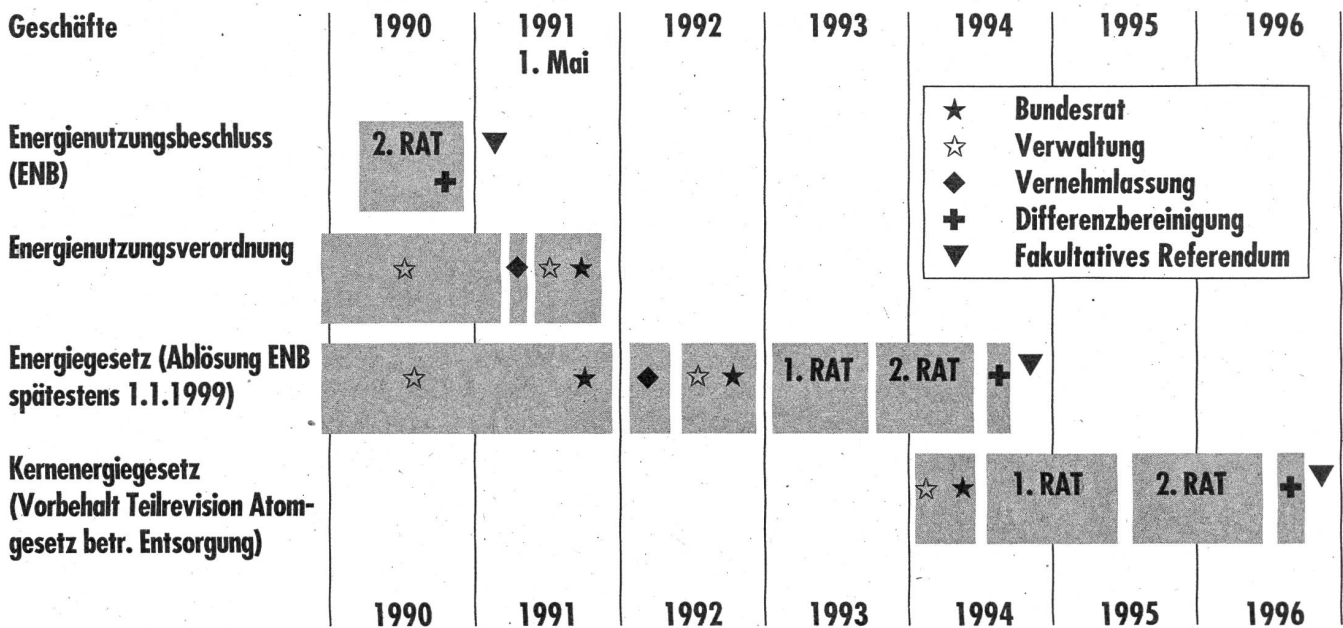 Geschäfte 1990 1991 1992 1993 1994 1995 1996
1. Mai
★ Bundesrat
☆ Verwaltung
◆ Vernehmlassung
✚ Differenzbereinigung
▼ Fakultatives Referendum
Energienutzungsbeschluss
(ENB)
2. RAT
Energienutzungsverordnung
Energiegesetz (Ablösung ENB
spätestens 1.1.1999)
1. RAT 2. RAT
Kernenergiegesetz
(Vorbehalt Teilrevision Atom-
gesetz betr. Entsorgung)
1. RAT 2. RAT
1990 1991 1992 1993 1994 1995 1996